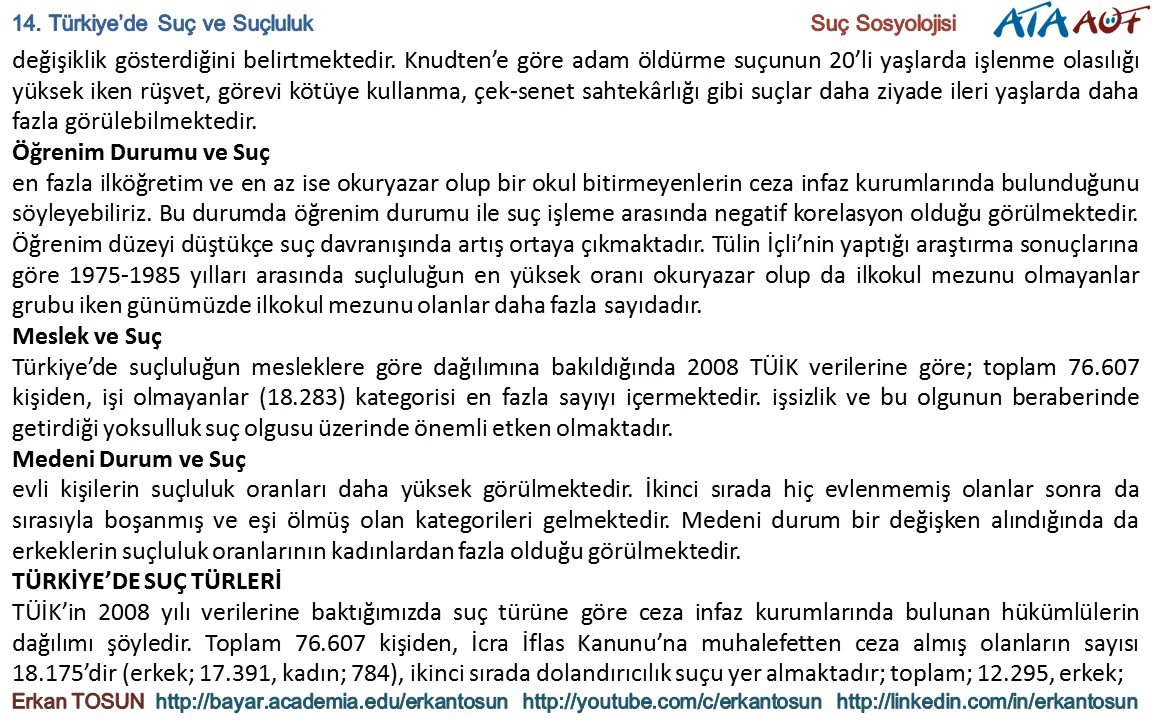 14. Türkiye’de Suç ve Suçluluk Suç Sosyolojisi ATA AÖF
değişiklik gösterdiğini belirtmektedir. Knudten’e göre adam öldürme suçunun 20’li yaşlarda işlenme olasılığı
yüksek iken rüşvet, görevi kötüye kullanma, çek-senet sahtekârlığı gibi suçlar daha ziyade ileri yaşlarda daha
fazla görülebilmektedir.
Öğrenim Durumu ve Suç
en fazla ilköğretim ve en az ise okuryazar olup bir okul bitirmeyenlerin ceza infaz kurumlarında bulunduğunu
söyleyebiliriz. Bu durumda öğrenim durumu ile suç işleme arasında negatif korelasyon olduğu görülmektedir.
Öğrenim düzeyi düştükçe suç davranışında artış ortaya çıkmaktadır. Tülin İçli’nin yaptığı araştırma sonuçlarına
göre 1975-1985 yılları arasında suçluluğun en yüksek oranı okuryazar olup da ilkokul mezunu olmayanlar
grubu iken günümüzde ilkokul mezunu olanlar daha fazla sayıdadır.
Meslek ve Suç
Türkiye’de suçluluğun mesleklere göre dağılımına bakıldığında 2008 TÜİK verilerine göre; toplam 76.607
kişiden, işi olmayanlar (18.283) kategorisi en fazla sayıyı içermektedir. işsizlik ve bu olgunun beraberinde
getirdiği yoksulluk suç olgusu üzerinde önemli etken olmaktadır.
Medeni Durum ve Suç
evli kişilerin suçluluk oranları daha yüksek görülmektedir. İkinci sırada hiç evlenmemiş olanlar sonra da
sırasıyla boşanmış ve eşi ölmüş olan kategorileri gelmektedir. Medeni durum bir değişken alındığında da
erkeklerin suçluluk oranlarının kadınlardan fazla olduğu görülmektedir.
TÜRKİYE’DE SUÇ TÜRLERİ
TÜİK’in 2008 yılı verilerine baktığımızda suç türüne göre ceza infaz kurumlarında bulunan hükümlülerin
dağılımı şöyledir. Toplam 76.607 kişiden, İcra İflas Kanunu’na muhalefetten ceza almış olanların sayısı
18.175’dir (erkek; 17.391, kadın; 784), ikinci sırada dolandırıcılık suçu yer almaktadır; toplam; 12.295, erkek;
Erkan TOSUN http://bayar.academia.edu/erkantosun http://youtube.com/c/erkantosun http://linkedin.com/in/erkantosun